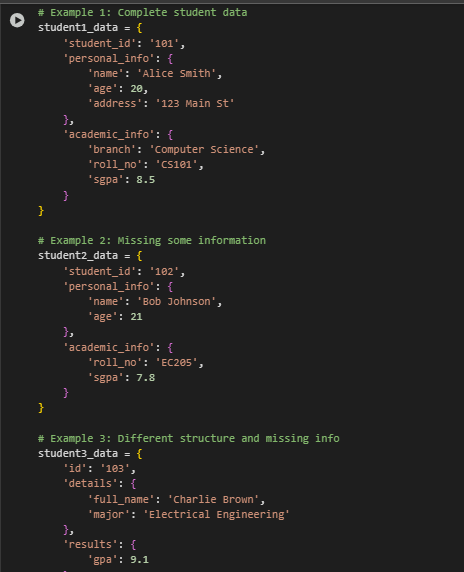 # Example 1: Complete student data
student1_data = {
    'student_id': '101',
    'personal_info': {
        'name': 'Alice Smith',
        'age': 20,
        'address': '123 Main St'
    },
    'academic_info': {
        'branch': 'Computer Science',
        'roll_no': 'CS101',
        'sgpa': 8.5
    }
}

# Example 2: Missing some information
student2_data = {
    'student_id': '102',
    'personal_info': {
        'name': 'Bob Johnson',
        'age': 21
    },
    'academic_info': {
        'roll_no': 'EC205',
        'sgpa': 7.8
    }
}

# Example 3: Different structure and missing info
student3_data = {
    'id': '103',
    'details': {
        'full_name': 'Charlie Brown',
        'major': 'Electrical Engineering'
    },
    'results': {
        'gpa': 9.1